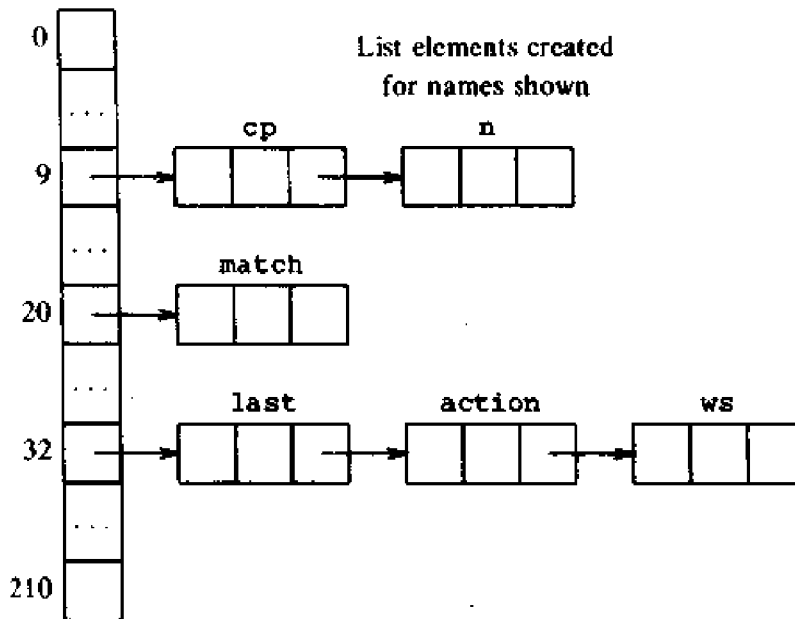 0
List elements created
for names shown
...
cp n
9
...
match
20
...
last action ws
32
...
210